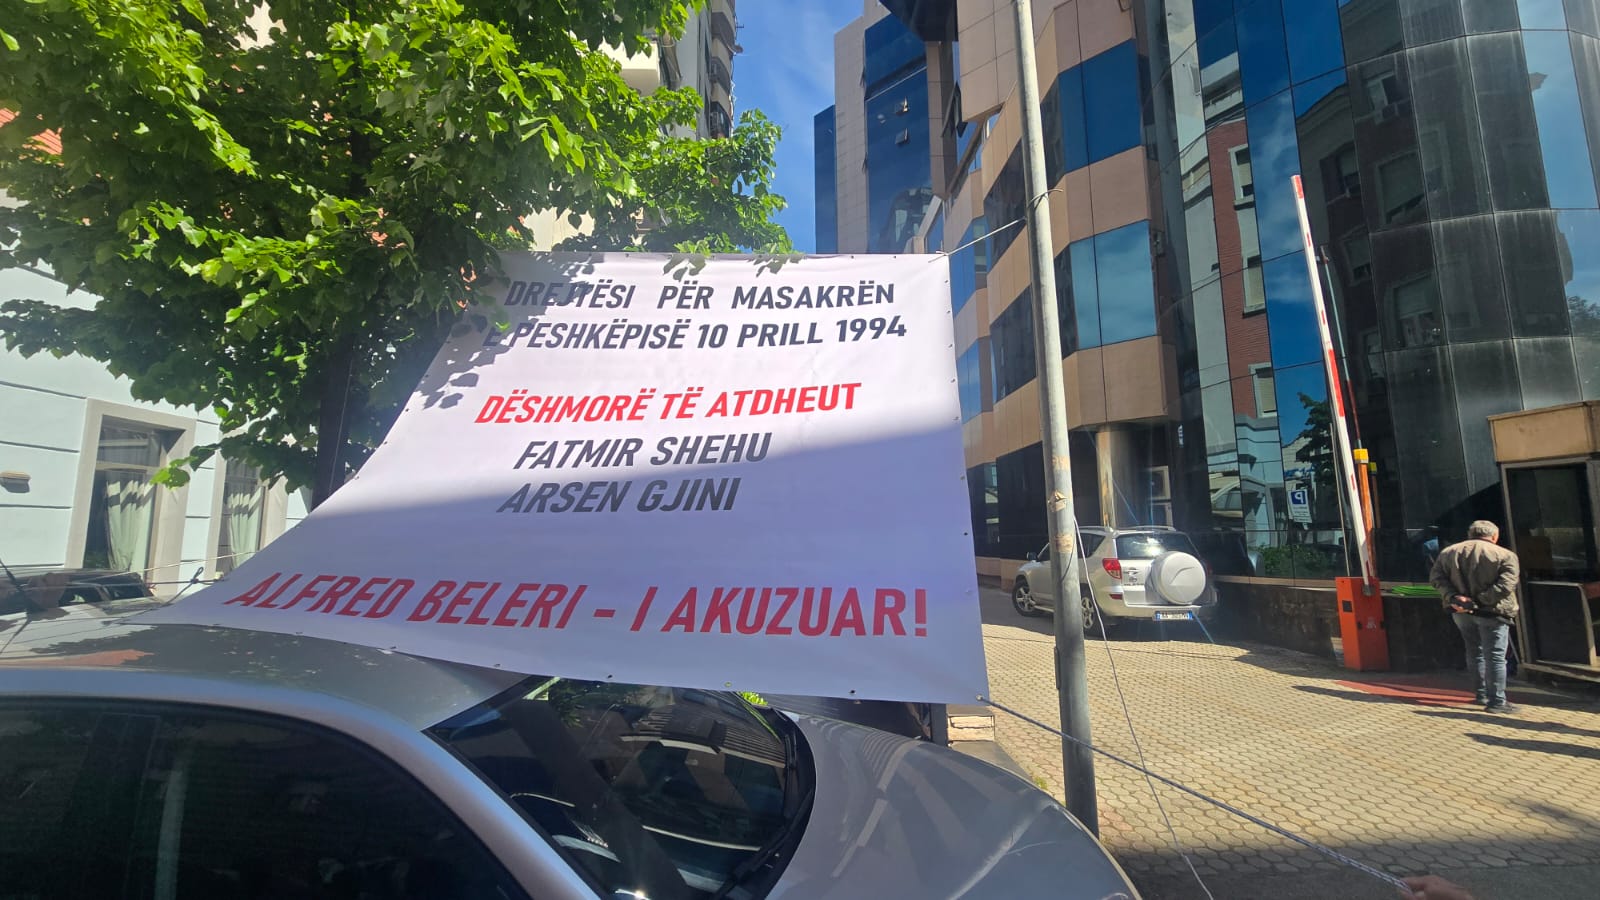 DREJTËSI PËR MASAKRËN
E PESHKËPISË 10 PRILL 1994
DËSHMORË TË ATDHEUT
FATMIR SHEHU
ARSEN GJINI
ALFRED BELERI - I AKUZUAR!
P